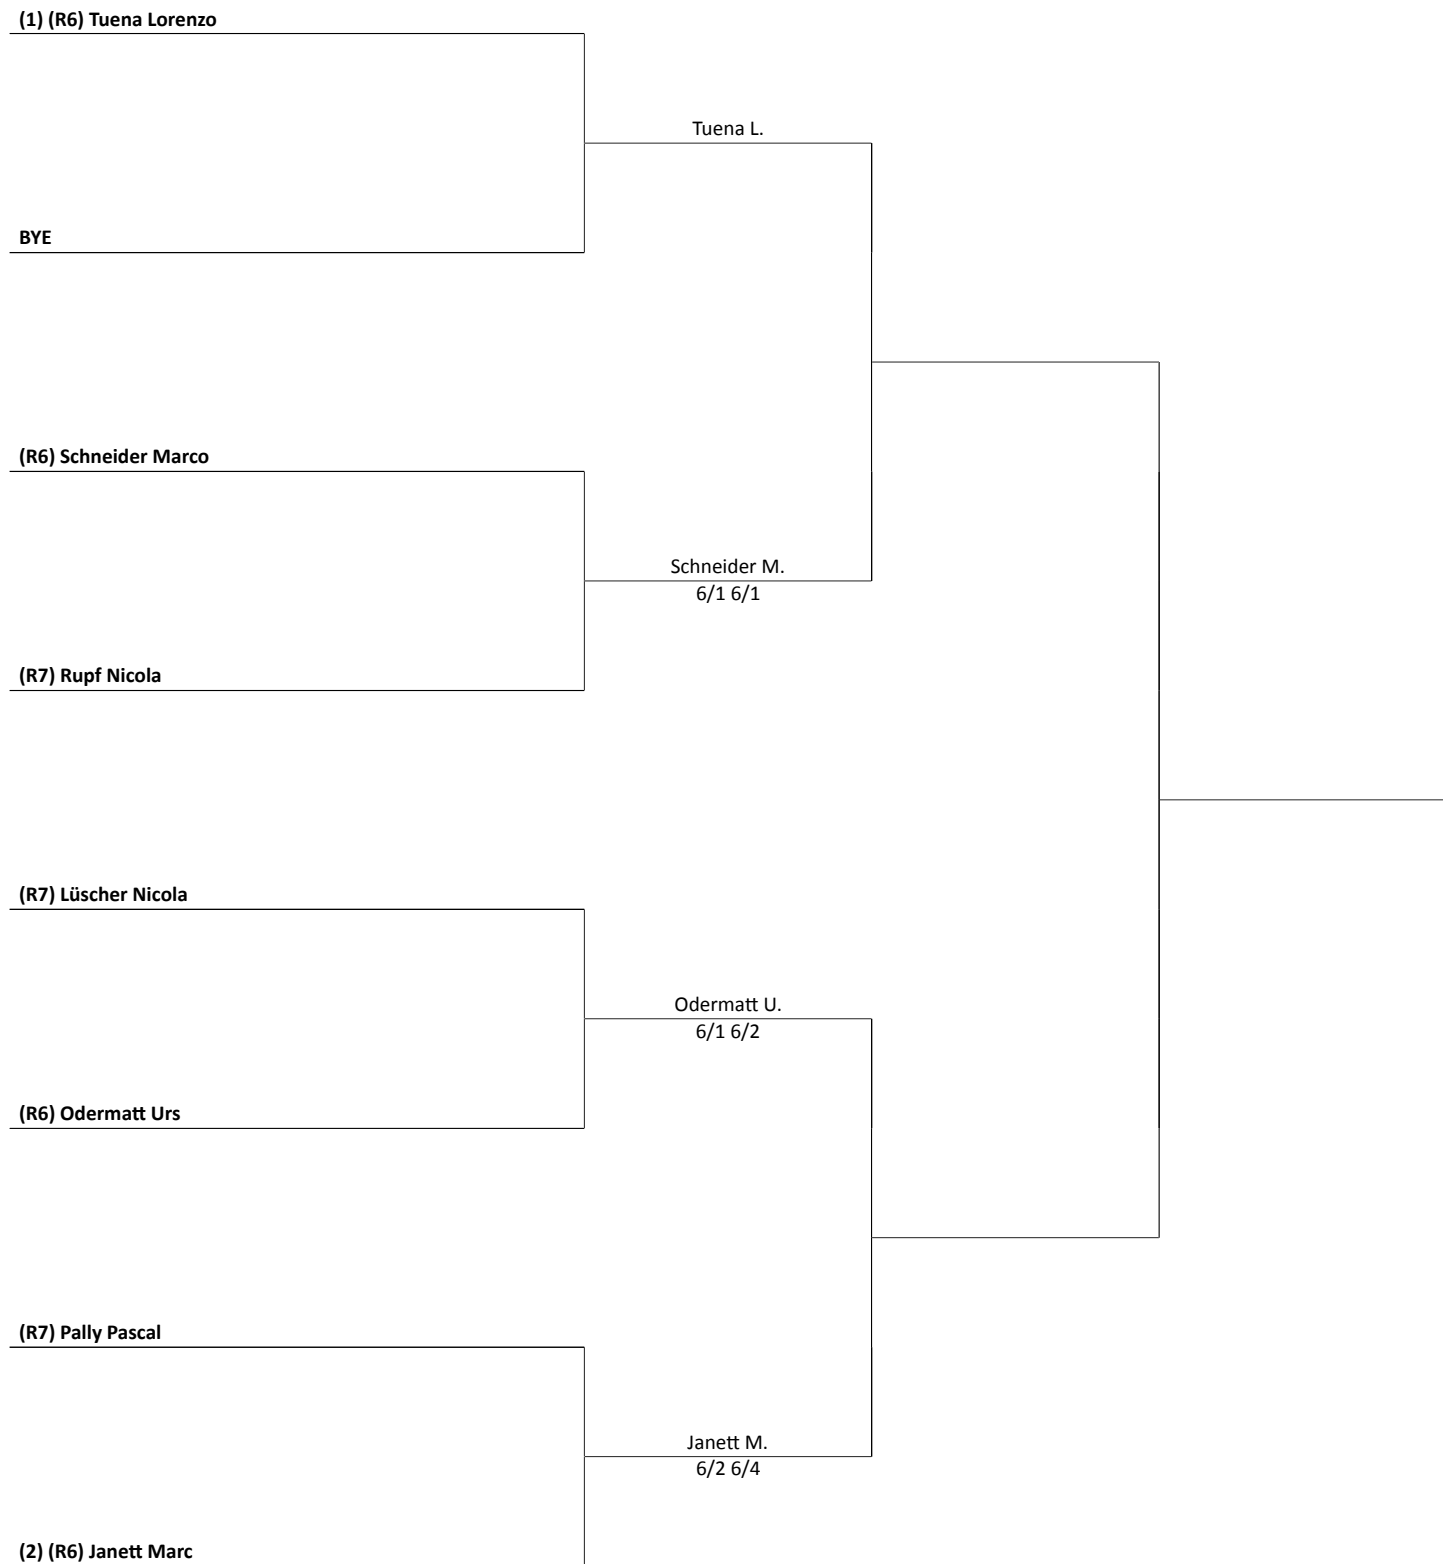 (1) (R6) Tuena Lorenzo
Tuena L.
BYE
(R6) Schneider Marco
Schneider M.
6/1 6/1
(R7) Rupf Nicola
(R7) Lüscher Nicola
Odermatt U.
6/1 6/2
(R6) Odermatt Urs
(R7) Pally Pascal
Janett M.
6/2 6/4
(2) (R6) Janett Marc